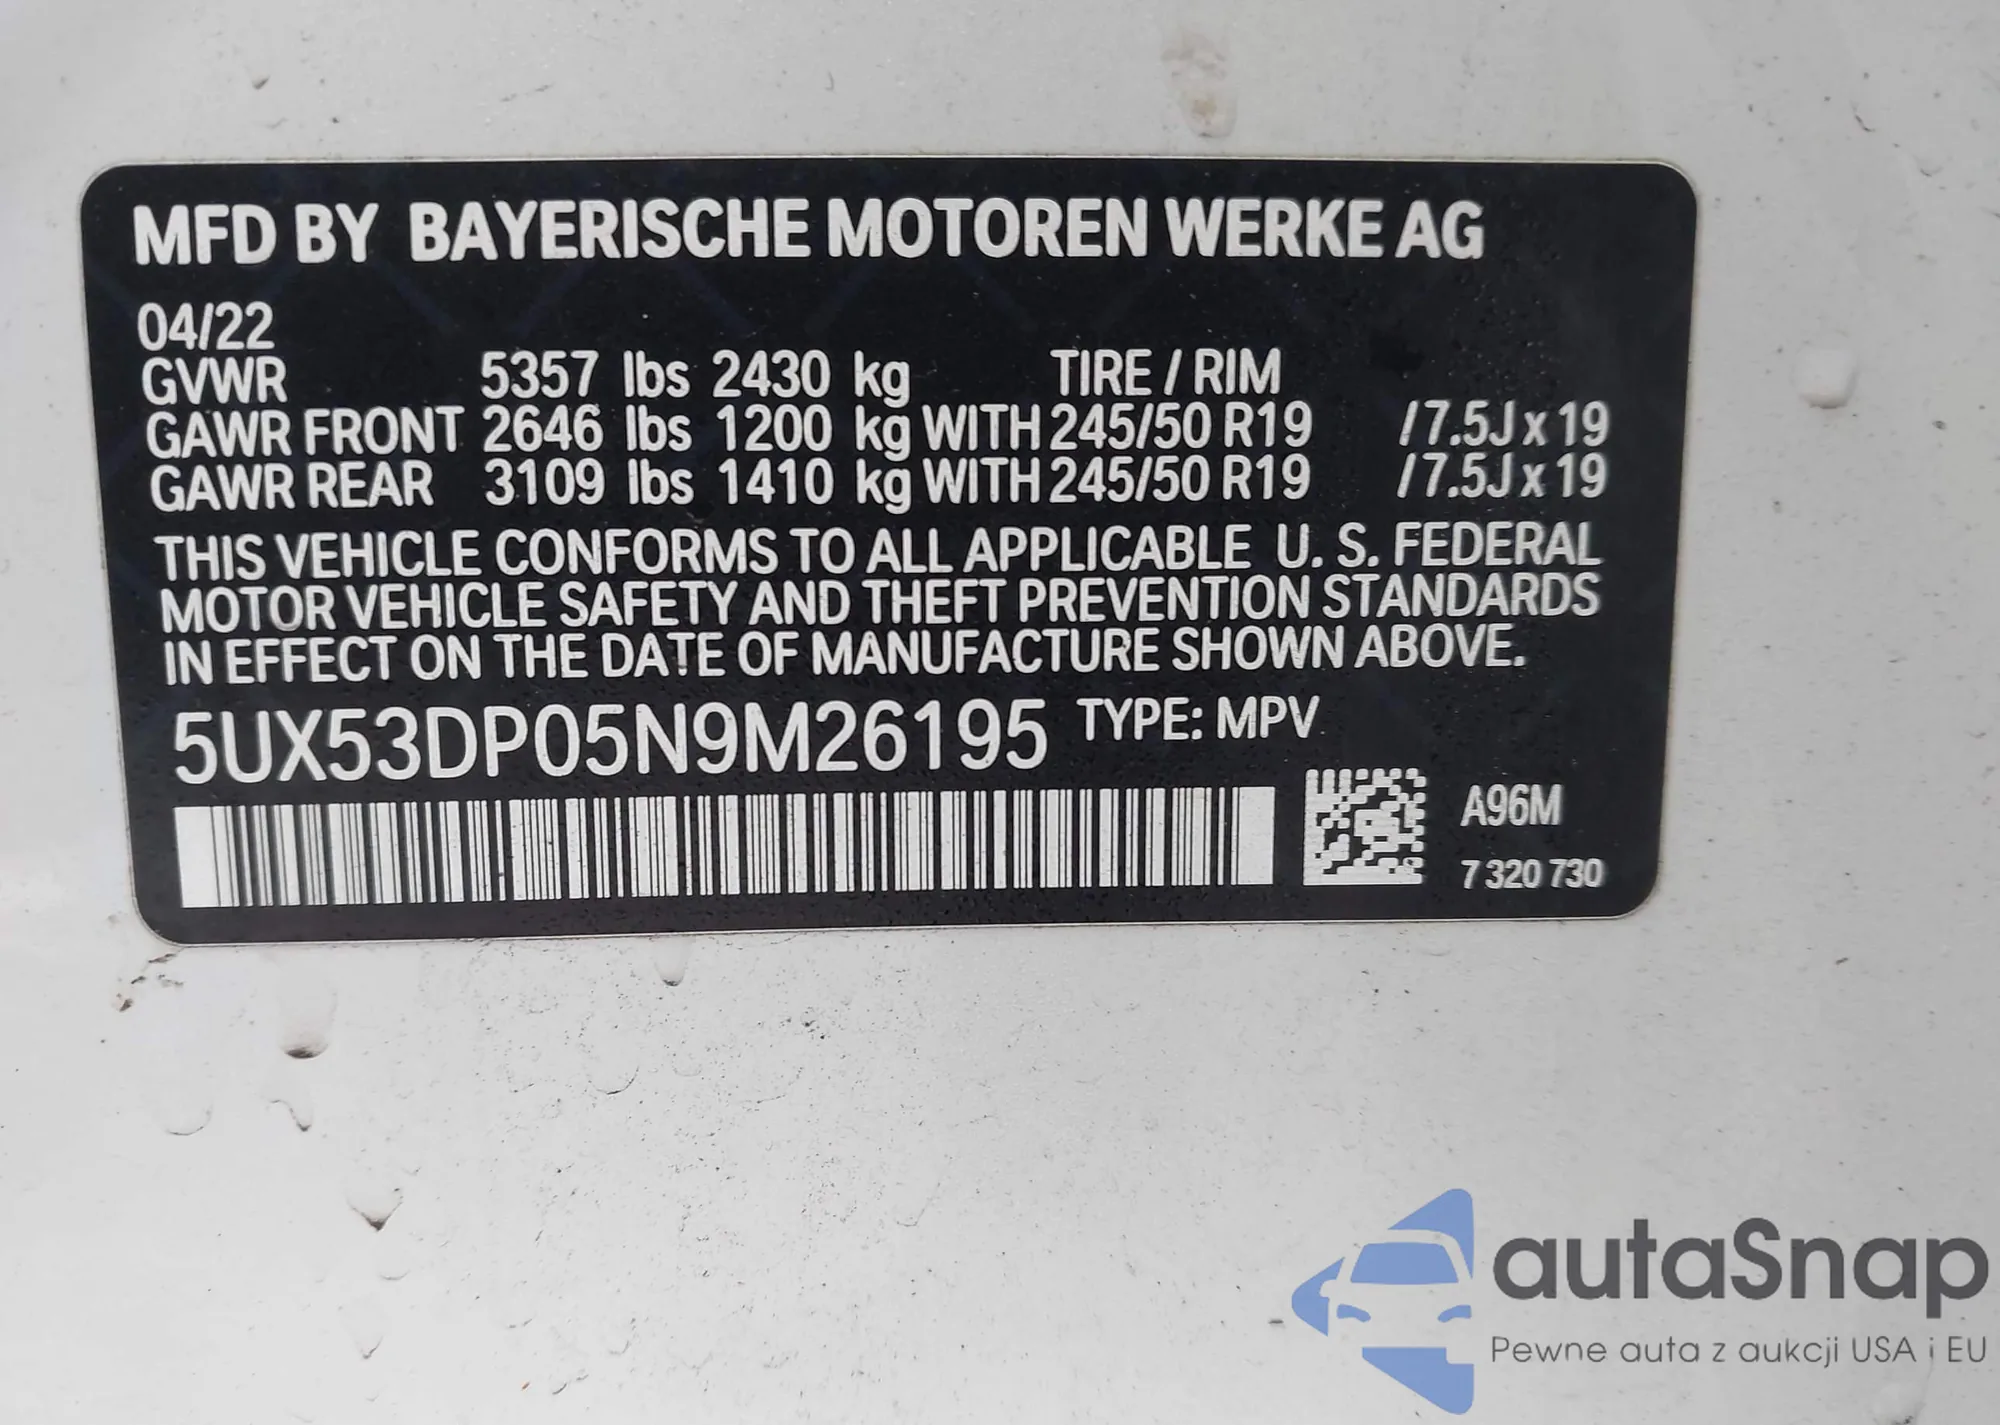 MFD BY BAYERISCHE MOTOREN WERKE AG
04/22
GVWR 5357 lbs 2430 kg TIRE / RIM
GAWR FRONT 2646 lbs 1200 kg WITH 245/50 R19 /7.5J x 19
GAWR REAR 3109 lbs 1410 kg WITH 245/50 R19 /7.5J x 19
THIS VEHICLE CONFORMS TO ALL APPLICABLE U. S. FEDERAL
MOTOR VEHICLE SAFETY AND THEFT PREVENTION STANDARDS
IN EFFECT ON THE DATE OF MANUFACTURE SHOWN ABOVE.
5UX53DP05N9M26195 TYPE: MPV
A96M
7 320 730
autaSnap
Pewne auta z aukcji USA i EU